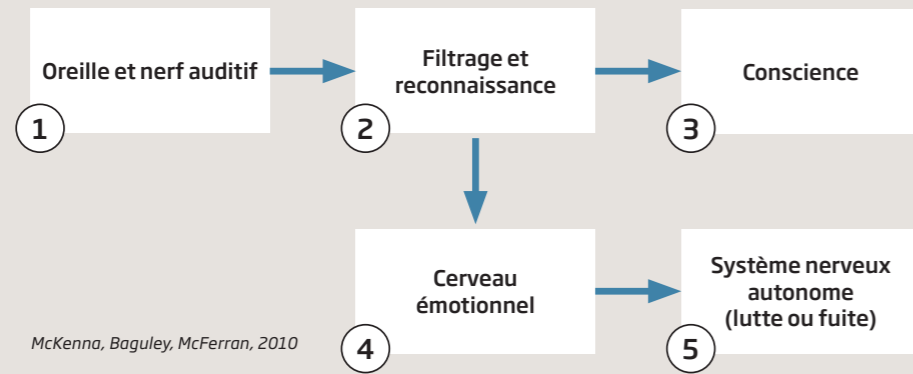 Oreille et nerf auditif
1
Filtrage et
reconnaissance
2
Conscience
3
Cerveau
émotionnel
4
Système nerveux
autonome
(lutte ou fuite)
5
McKenna, Baguley, McFerran, 2010